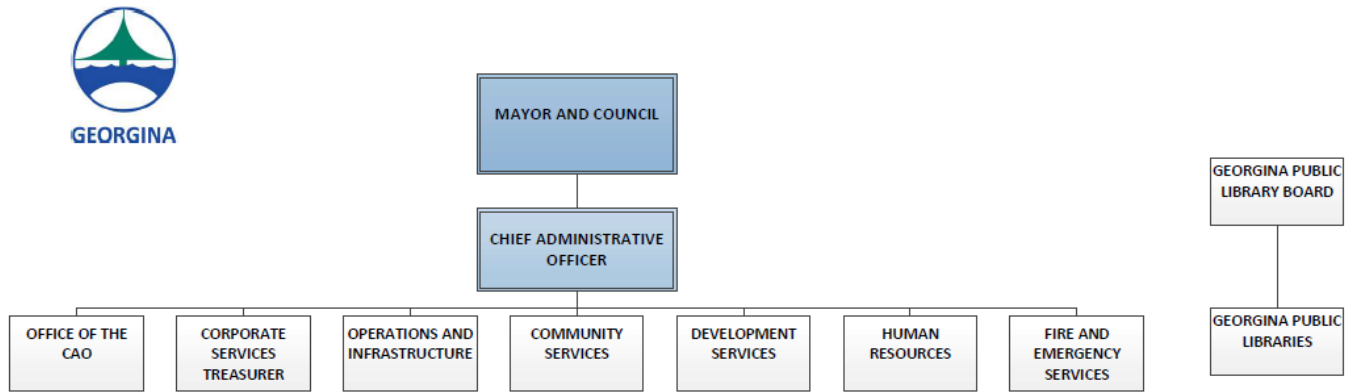 GEORGINA
MAYOR AND COUNCIL
CHIEF ADMINISTRATIVE
OFFICER
GEORGINA PUBLIC
LIBRARY BOARD
OFFICE OF THE
CAO
CORPORATE
SERVICES
TREASURER
OPERATIONS AND
INFRASTRUCTURE
COMMUNITY
SERVICES
DEVELOPMENT
SERVICES
HUMAN
RESOURCES
FIRE AND
EMERGENCY
SERVICES
GEORGINA PUBLIC
LIBRARIES